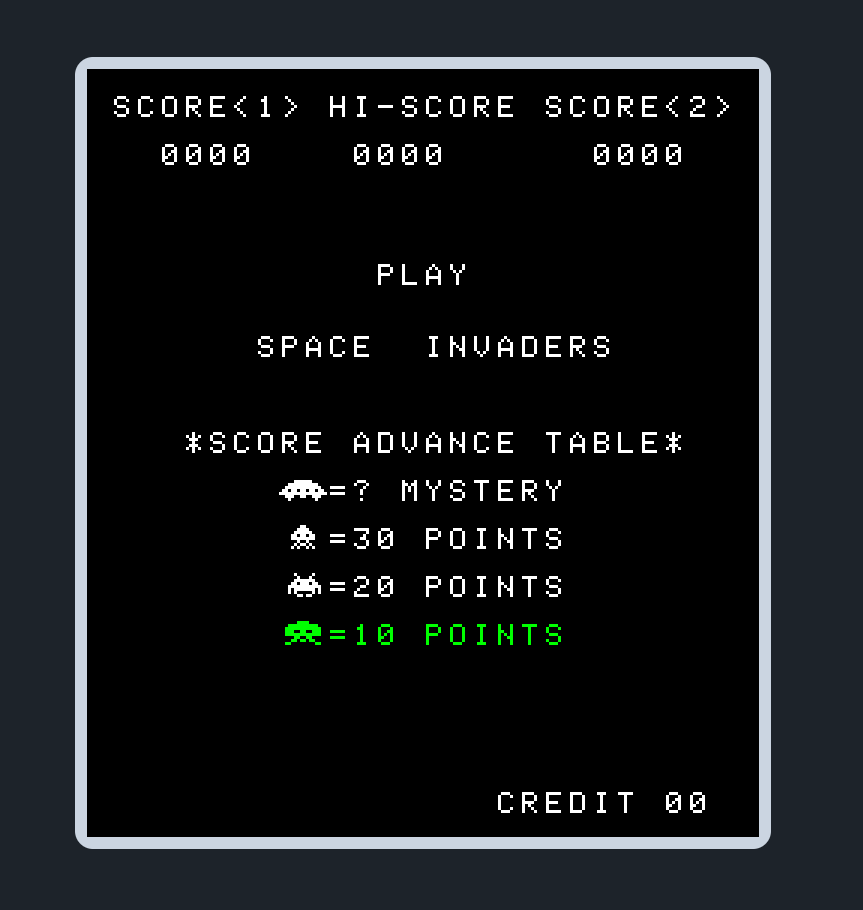 SCORE<1> HI-SCORE SCORE<2>
0000 0000 0000
PLAY
SPACE INVADERS
*SCORE ADVANCE TABLE*
=? MYSTERY
=30 POINTS
=20 POINTS
=10 POINTS
CREDIT 00